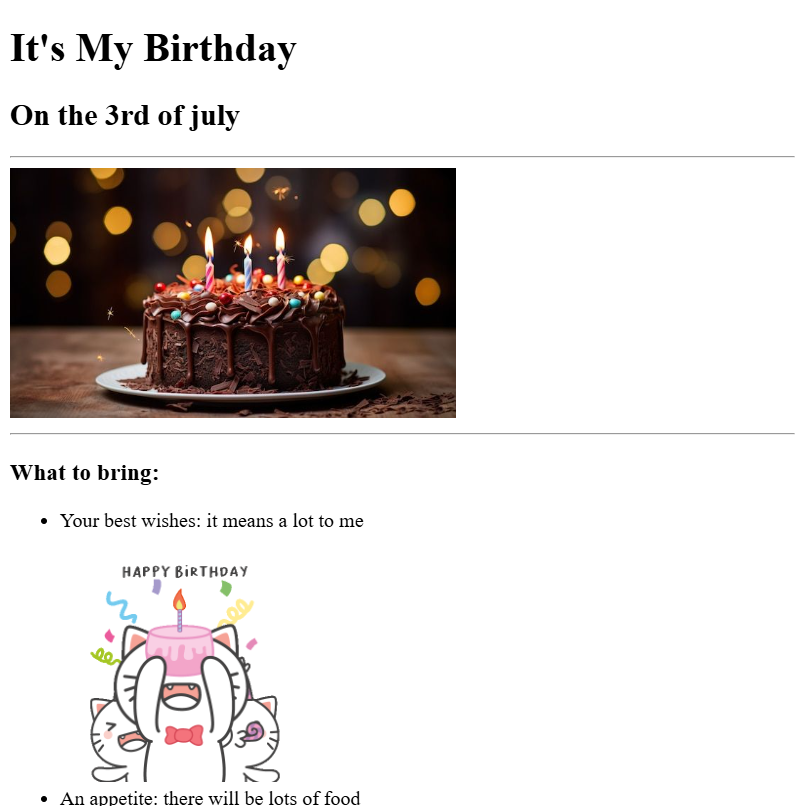 It's My Birthday
On the 3rd of july
What to bring:
Your best wishes: it means a lot to me
HAPPY BiRTHDAY
An appetite: there will be lots of food